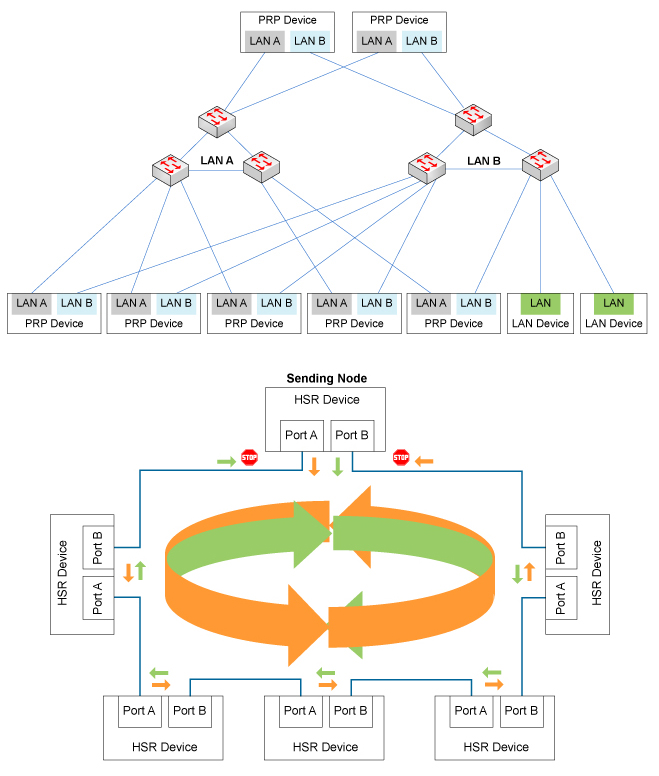 PRP Device PRP Device
LAN A LAN B LAN A LAN B
LAN A LAN B
LAN A LAN B LAN A LAN B LAN A LAN B LAN A LAN B LAN A LAN B LAN LAN
PRP Device PRP Device PRP Device PRP Device PRP Device LAN Device LAN Device
Sending Node
HSR Device
Port A Port B
STOP STOP
HSR Device Port B Port A
Port B Port A HSR Device
Port A Port B Port A Port B Port A Port B
HSR Device HSR Device HSR Device